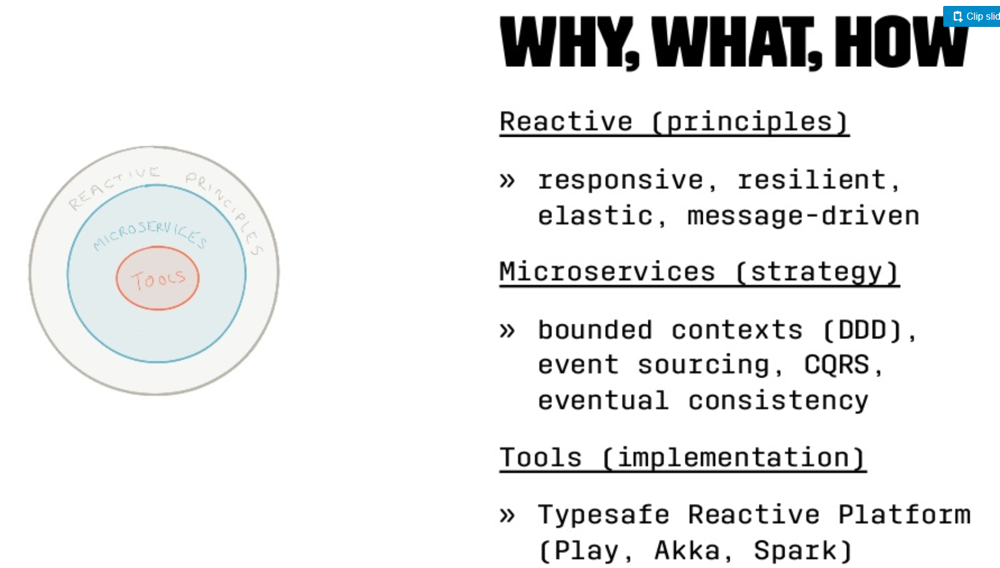 Clip slid
WHY, WHAT, HOW
REACTIVE PRINCIPLES
MICROSERVICES
TOOLS
Reactive (principles)
» responsive, resilient,
elastic, message-driven
Microservices (strategy)
» bounded contexts (DDD),
event sourcing, CQRS,
eventual consistency
Tools (implementation)
» Typesafe Reactive Platform
(Play, Akka, Spark)